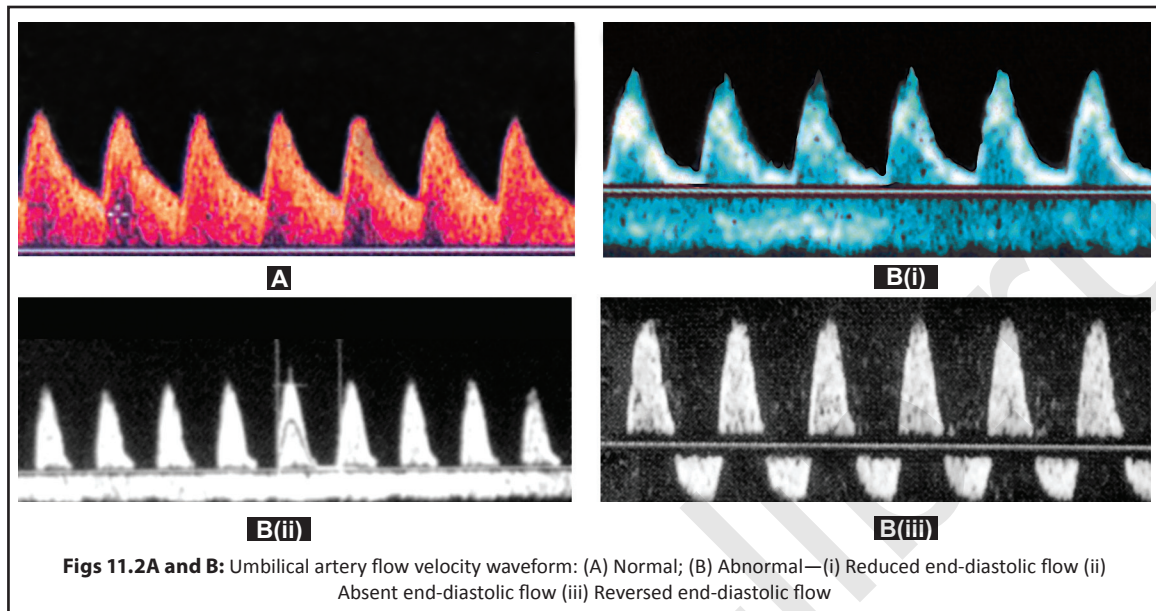 A
B(i)
B(ii)
B(iii)
Figs 11.2A and B: Umbilical artery flow velocity waveform: (A) Normal; (B) Abnormal—(i) Reduced end-diastolic flow (ii)
Absent end-diastolic flow (iii) Reversed end-diastolic flow